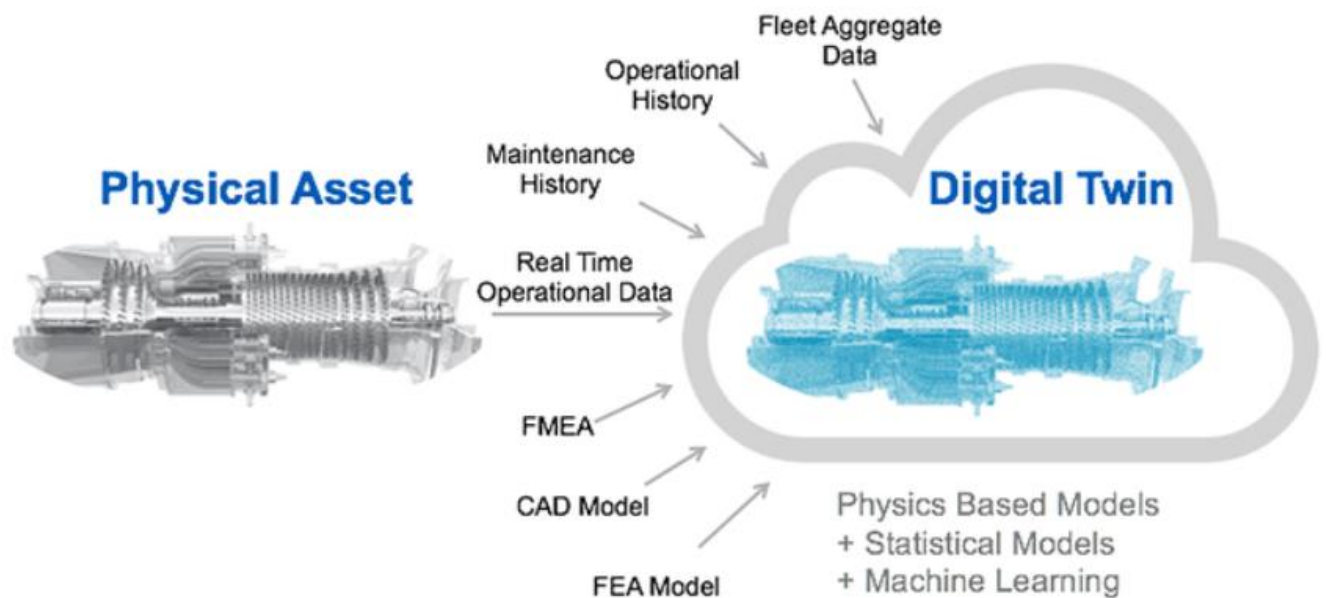 Fleet Aggregate
Data
Operational
History
Maintenance
History
Physical Asset
Digital Twin
Real Time
Operational Data
FMEA
CAD Model
FEA Model
Physics Based Models
+ Statistical Models
+ Machine Learning